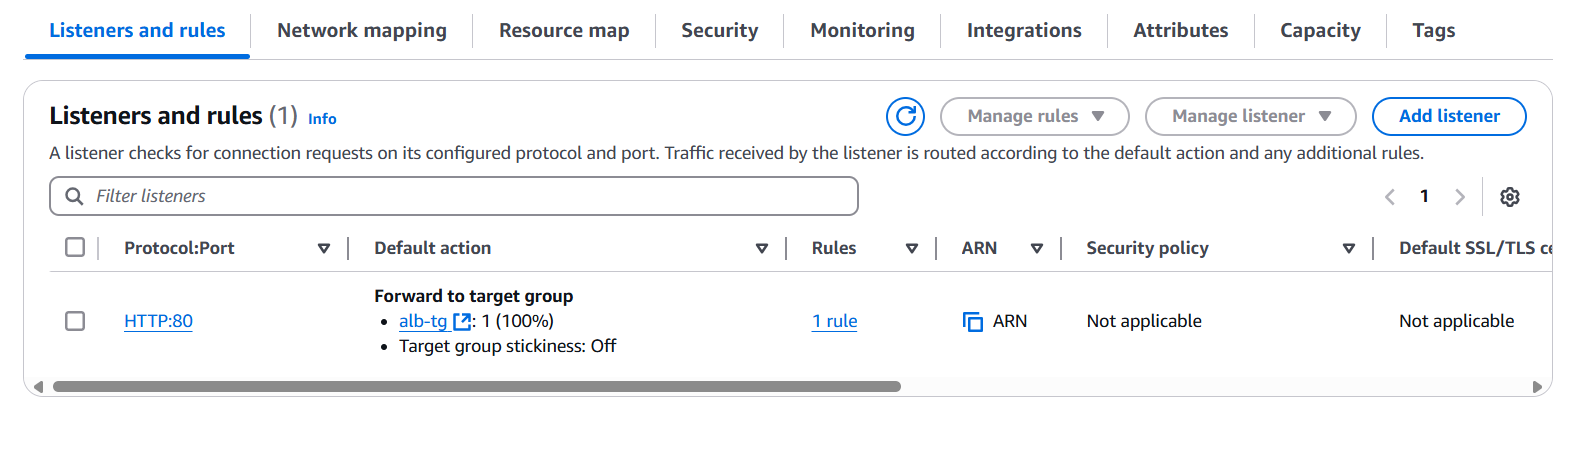 Listeners and rules
Network mapping
Resource map
Security
Monitoring
Integrations
Attributes
Capacity
Tags
Listeners and rules (1) Info
Manage rules
Manage listener
Add listener
A listener checks for connection requests on its configured protocol and port. Traffic received by the listener is routed according to the default action and any additional rules.
Filter listeners
1
Protocol:Port
Default action
Rules
ARN
Security policy
Default SSL/TLS ce
HTTP:80
Forward to target group
• alb-tg : 1 (100%)
• Target group stickiness: Off
1 rule
ARN
Not applicable
Not applicable